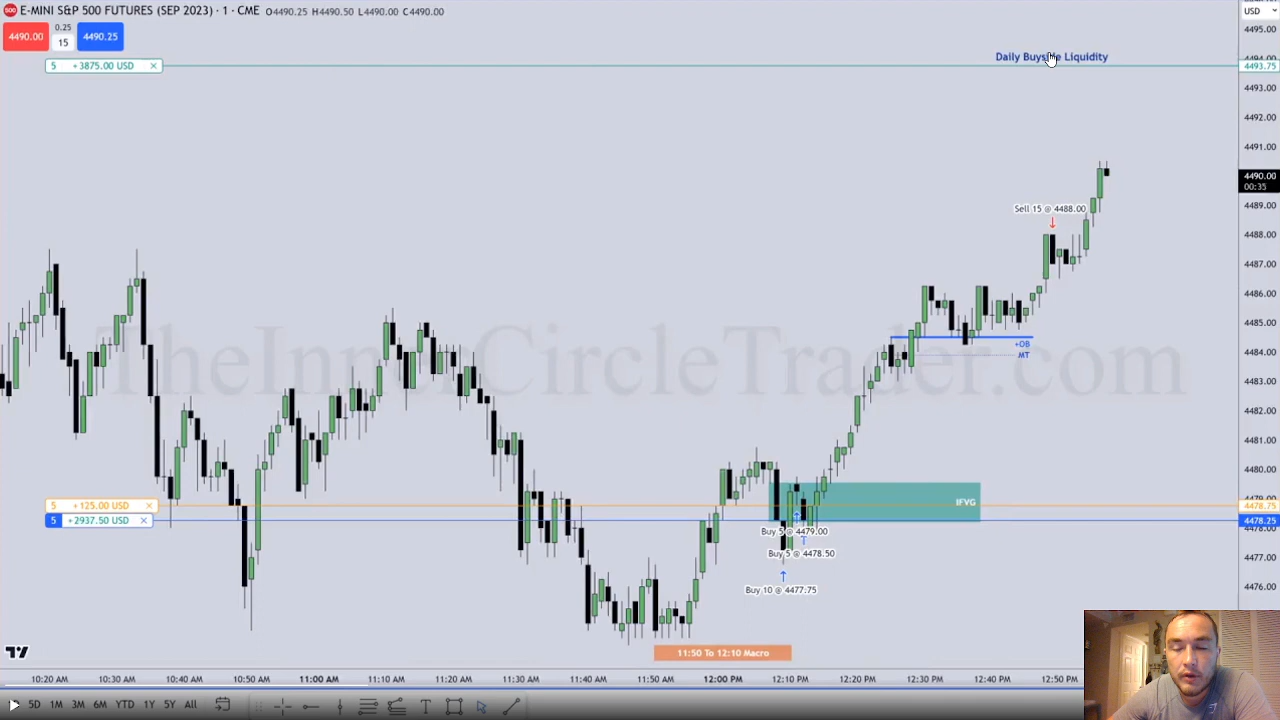 E-MINI S&P 500 FUTURES (SEP 2023) · 1 · CME O4490.25 H4490.50 L4490.00 C4490.00
USD
4490.00 0.25 15 4490.25
4495.00
Daily Buyside Liquidity
5 +3875.00 USD ×
4493.75
4493.00
4492.00
4491.00
4490.00
00:35
4489.00
Sell 15 @ 4488.00
4488.00
4487.00
4486.00
4485.00
+OB
MT
4484.00
TheInnerCircleTrader.com
4483.00
4482.00
4481.00
4480.00
IFVG
5 +125.00 USD ×
4478.75
5 +2937.50 USD ×
4478.25
Buy 5 @ 4479.00
Buy 5 @ 4478.50
4477.00
Buy 10 @ 4477.75
4476.00
11:50 To 12:10 Macro
10:20 AM 10:30 AM 10:40 AM 10:50 AM 11:00 AM 11:10 AM 11:20 AM 11:30 AM 11:40 AM 11:50 AM 12:00 PM 12:10 PM 12:20 PM 12:30 PM 12:40 PM 12:50 PM
5D 1M 3M 6M YTD 1Y 5Y All